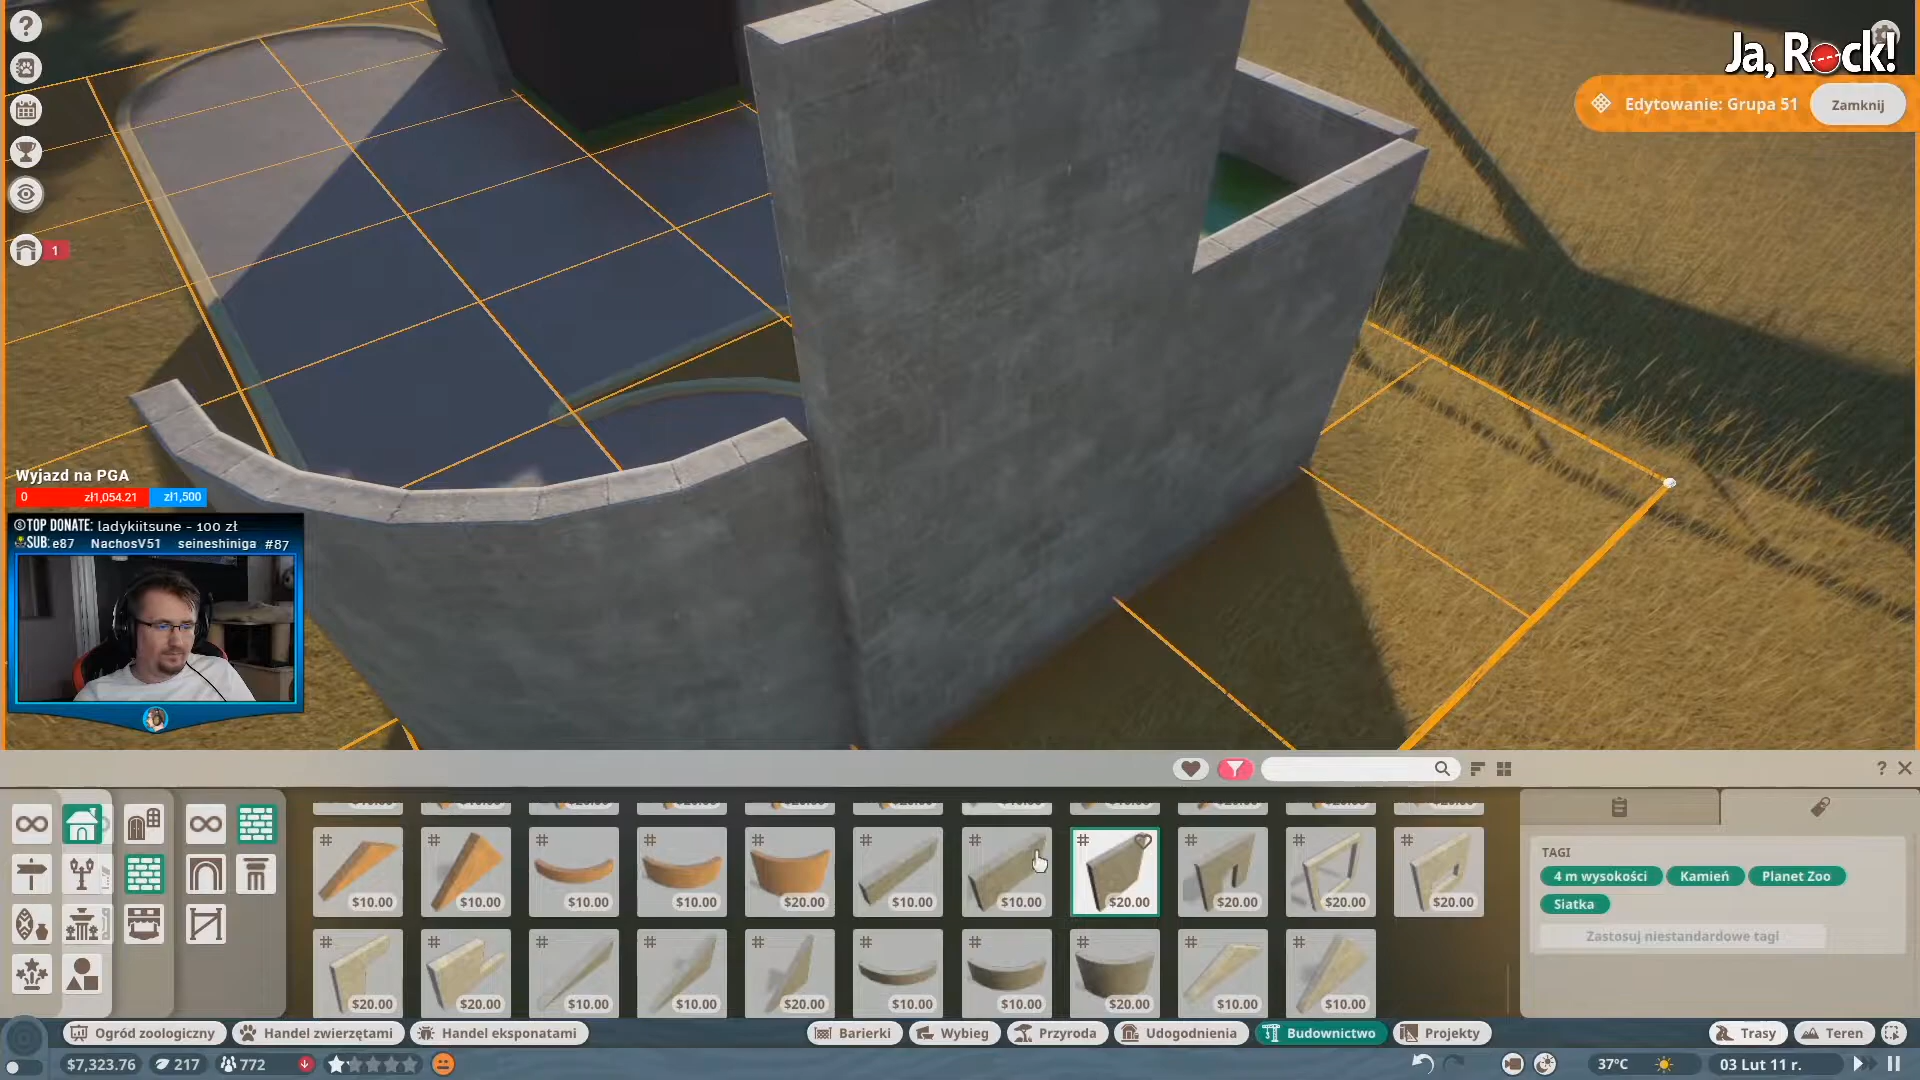 Ja, Rock!
Edytowanie: Grupa 51
Zamknij
1
Wyjazd na PGA
0 zł1,054.21 zł1,500
TOP DONATE: ladykiitsune - 100 zł
SUB: e87 NachosV51 seineshiniga #87
$10.00 $10.00 $10.00 $10.00 $20.00 $10.00 $10.00 $20.00 $20.00 $20.00 $20.00
$20.00 $20.00 $10.00 $10.00 $20.00 $10.00 $10.00 $20.00 $10.00 $10.00
TAGI
4 m wysokości Kamień Planet Zoo
Siatka
Zastosuj niestandardowe tagi
Ogród zoologiczny Handel zwierzętami Handel eksponatami Barierki Wybieg Przyroda Udogodnienia Budownictwo Projekty Trasy Teren
$7,323.76 217 772 37°C 03 Lut 11 r.